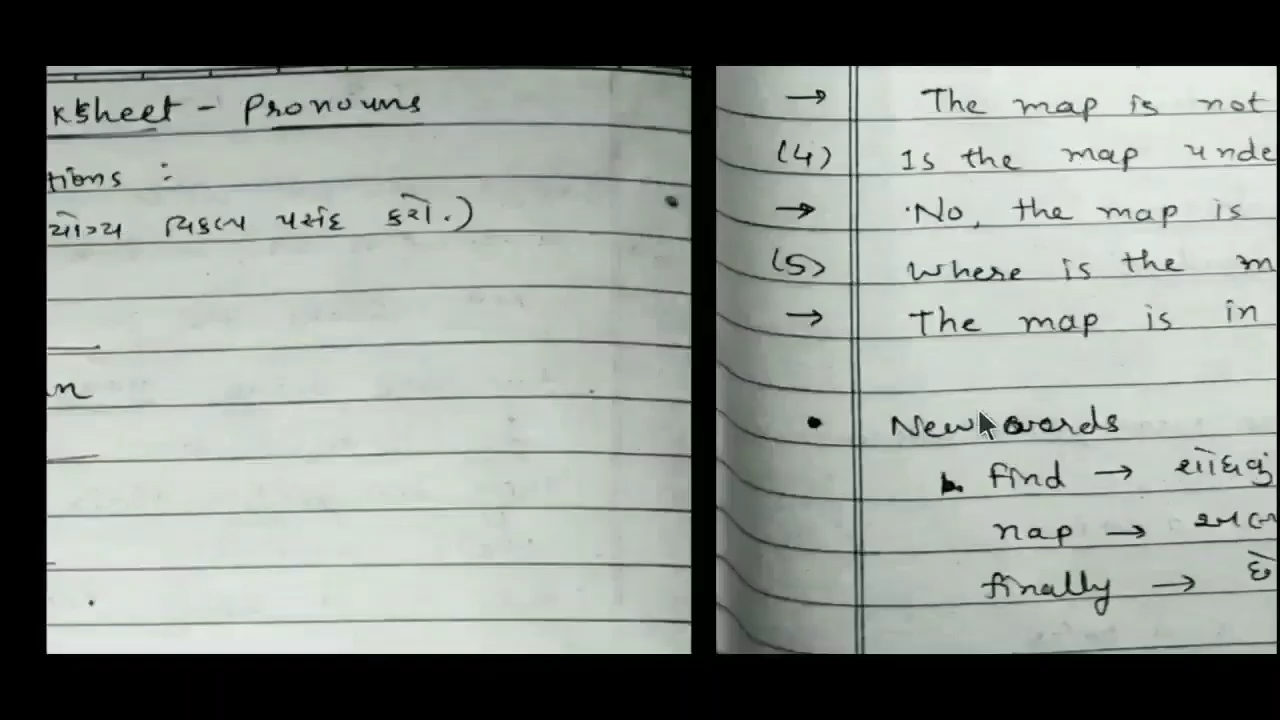 ksheet - Pronouns
tions :
યોગ્ય વિકલ્પ પસંદ કરો.)
n
→ The map is not
(4) Is the map unde
→ No, the map is
(5) Where is the m
→ The map is in
• New words
find → શોધવું
nap →
finally →